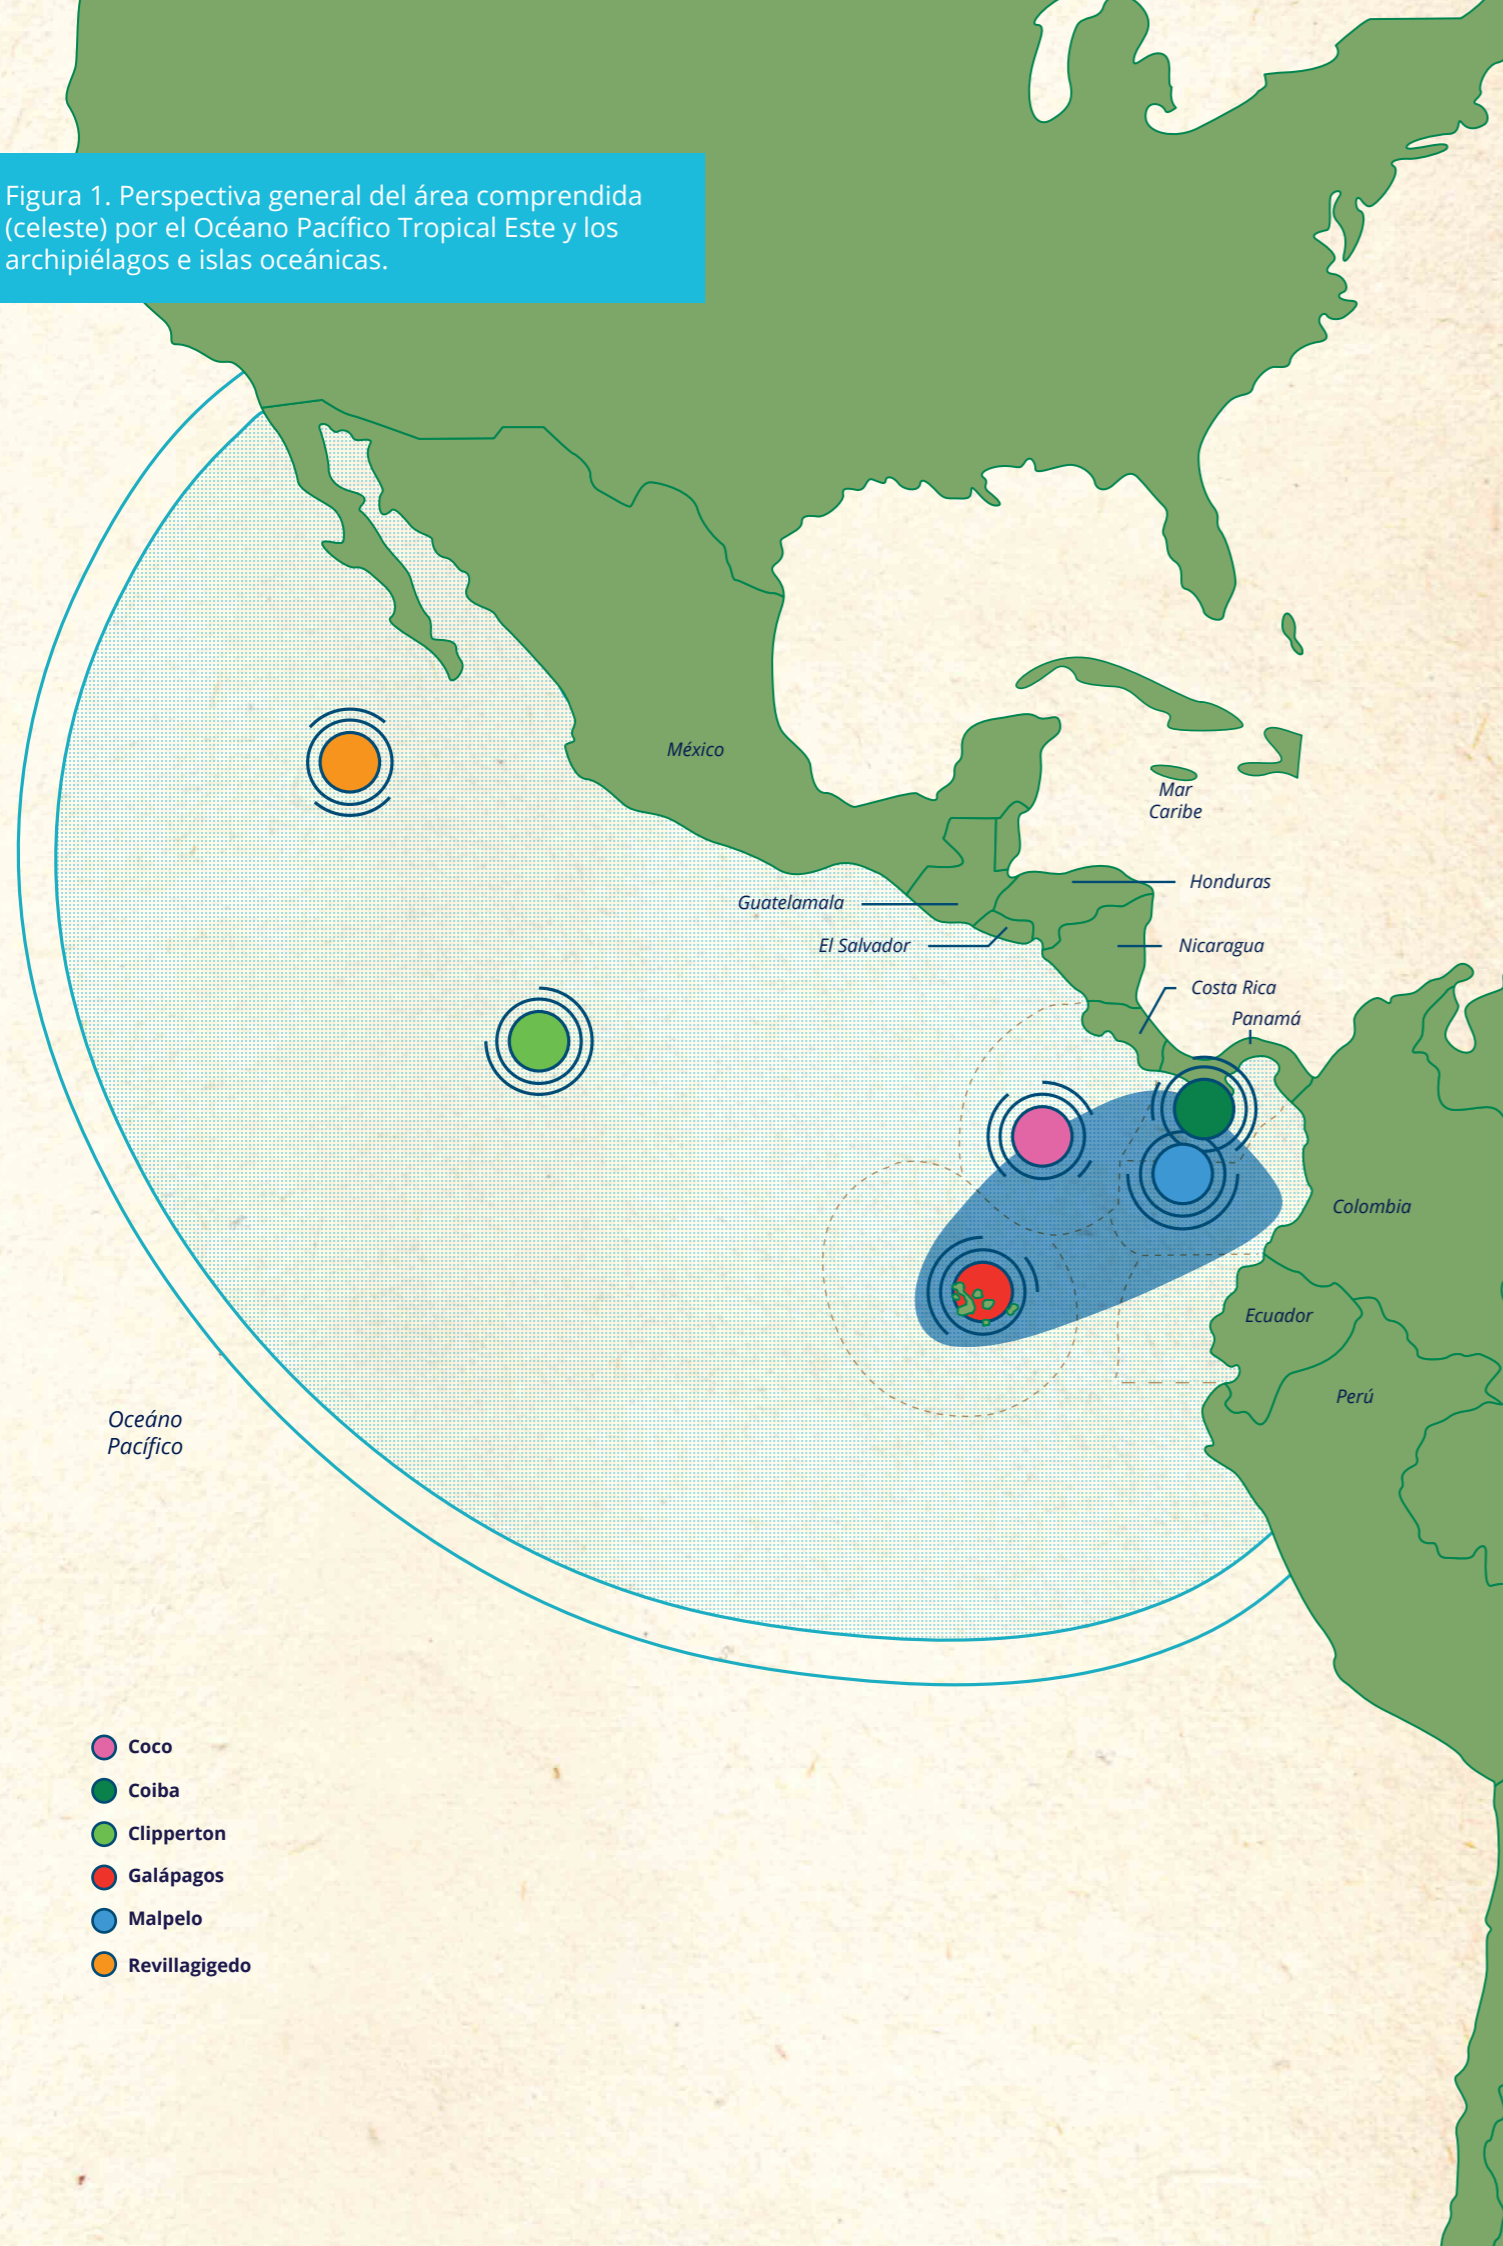 Figura 1. Perspectiva general del área comprendida
(celeste) por el Océano Pacífico Tropical Este y los
archipiélagos e islas oceánicas.
México
Mar
Caribe
Honduras
Guatelamala
El Salvador
Nicaragua
Costa Rica
Panamá
Colombia
Ecuador
Perú
Oceáno
Pacífico
Coco
Coiba
Clipperton
Galápagos
Malpelo
Revillagigedo